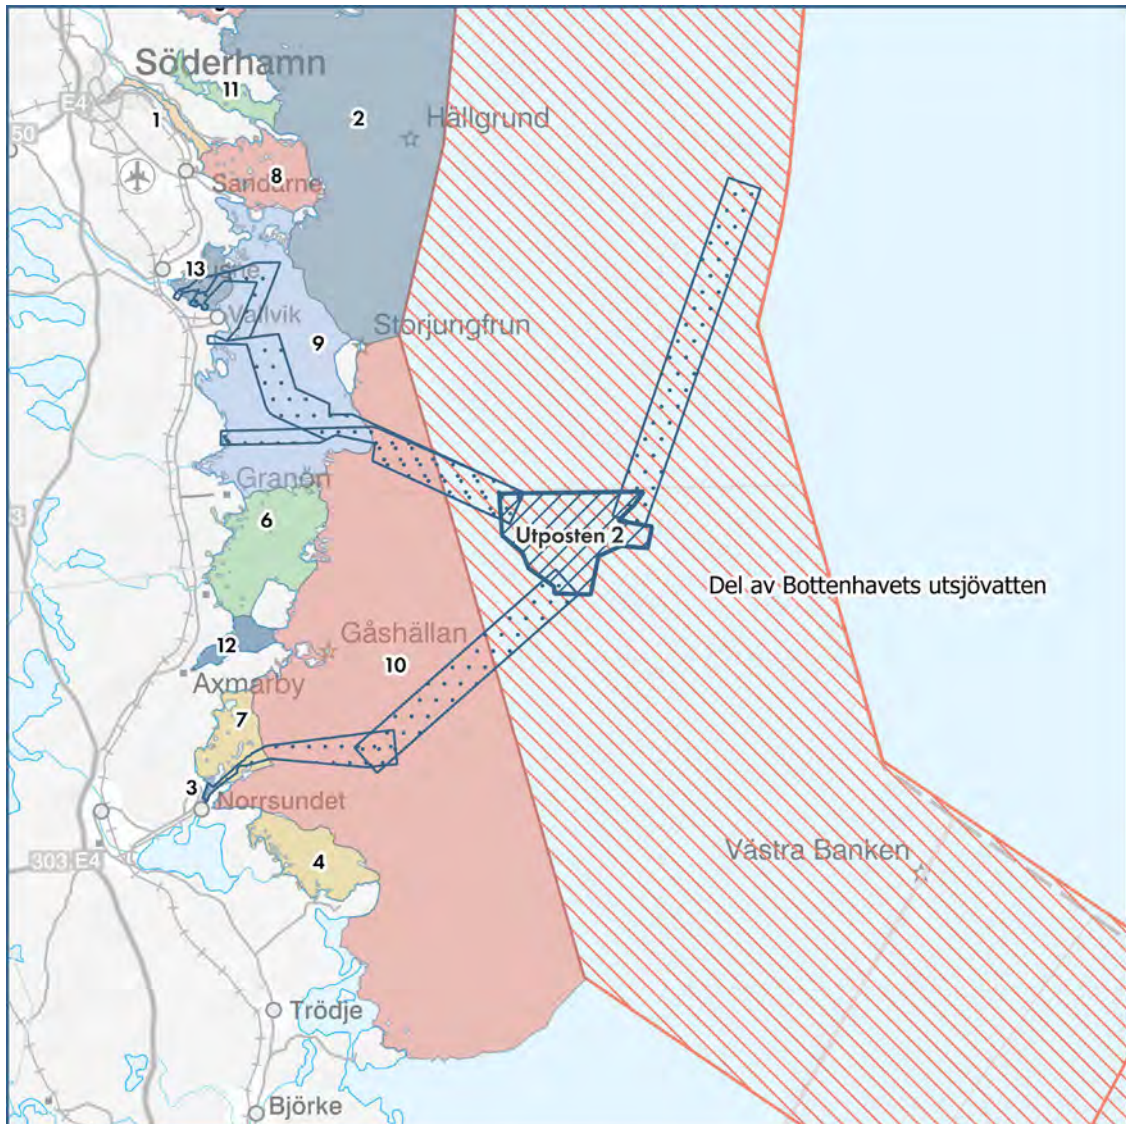 Söderhamn
11
E4
50
1
2
Hällgrund
8
Sandarne
13
Vallvik
9
Storjungfrun
Granön
6
Utposten 2
Del av Bottenhavets utsjövatten
12
Gåshällan
10
Axmarby
7
3
Norrsundet
303
E4
4
Västra Banken
Trödje
Björke